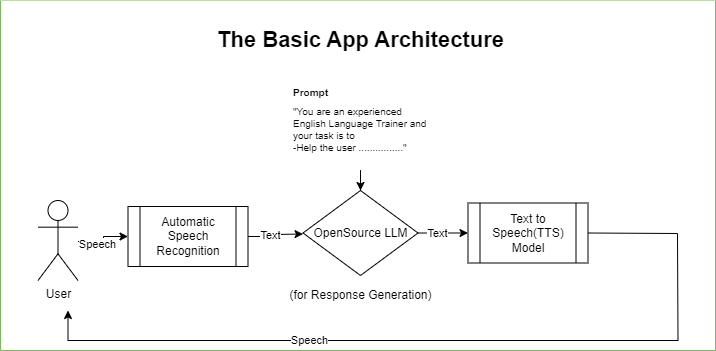 The Basic App Architecture
Prompt
"You are an experienced
English Language Trainer and
your task is to
-Help the user ................"
Speech
Automatic
Speech
Recognition
Text
OpenSource LLM
Text
Text to
Speech(TTS)
Model
User
(for Response Generation)
Speech